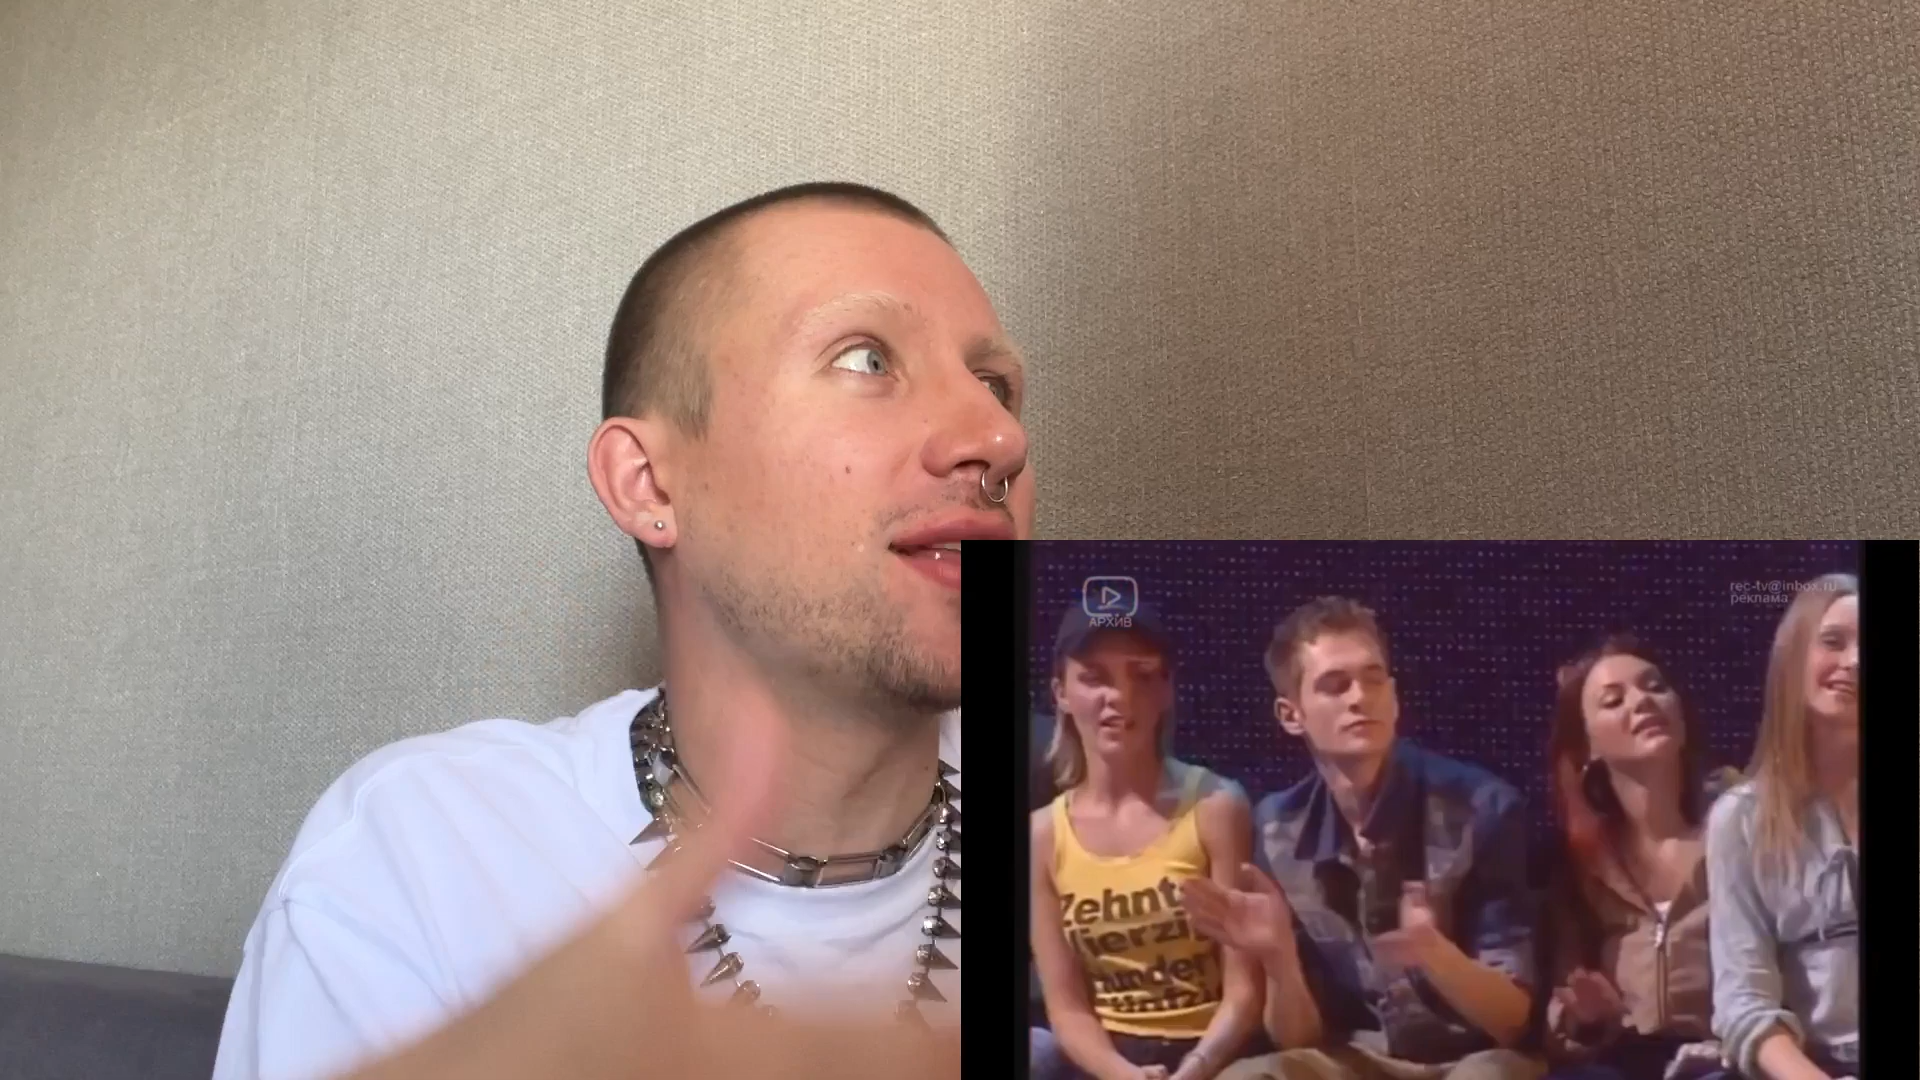 АРХИВ
rec-tv@inbox.ru
реклама
Zehnt
Vierzi
hunder
fünfzi